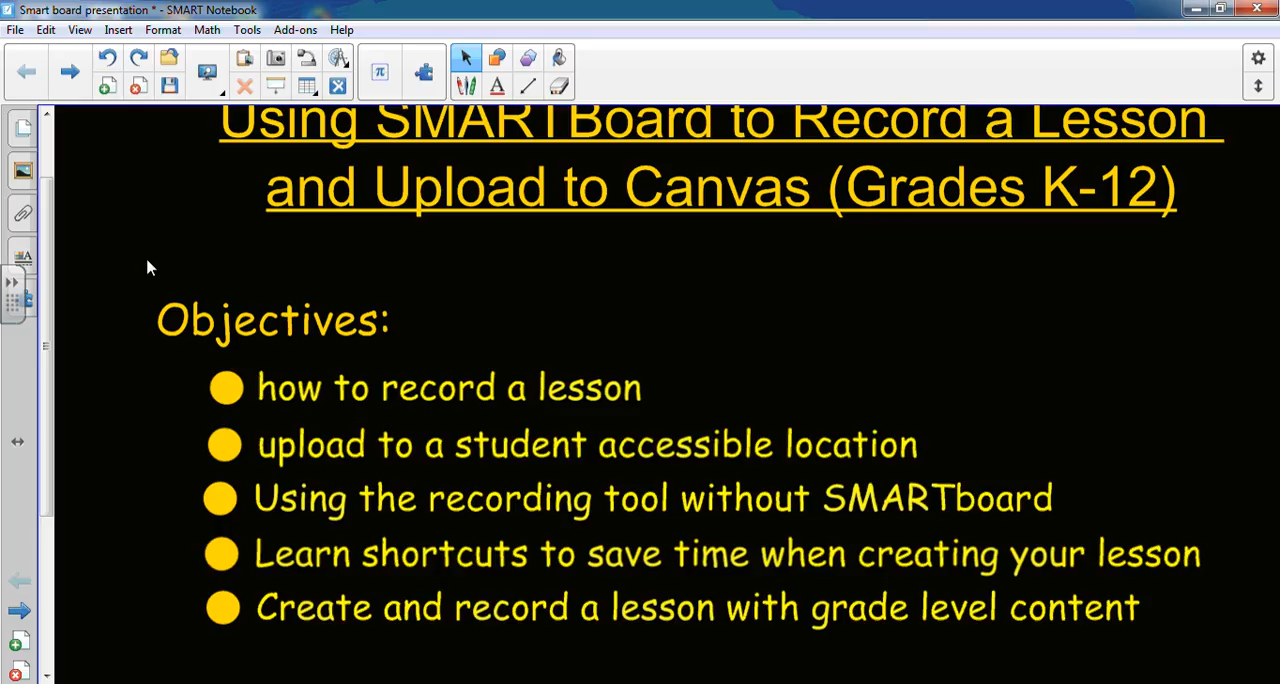 Smart board presentation * - SMART Notebook
File Edit View Insert Format Math Tools Add-ons Help
π
A
Using SMARTBoard to Record a Lesson
and Upload to Canvas (Grades K-12)
Objectives:
how to record a lesson
upload to a student accessible location
Using the recording tool without SMARTboard
Learn shortcuts to save time when creating your lesson
Create and record a lesson with grade level content